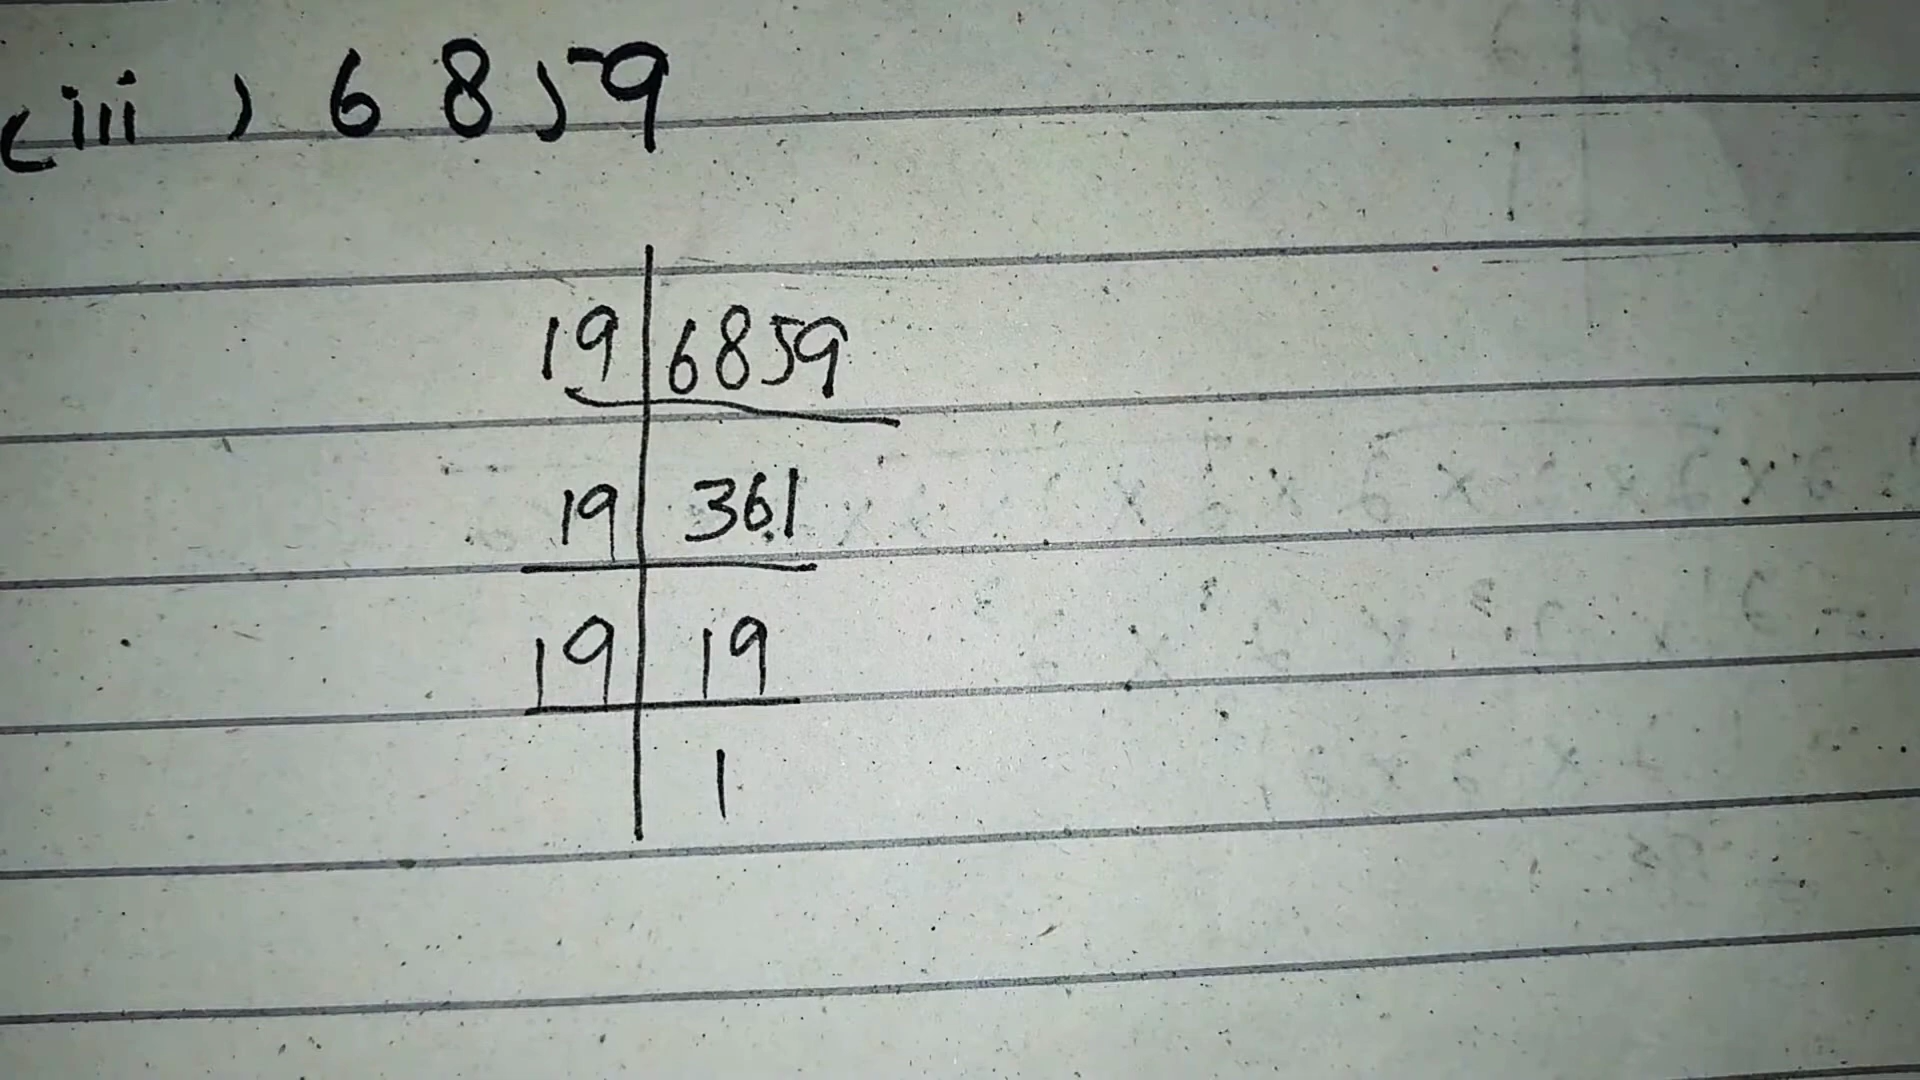 (iii) 6859
19 | 6859
19 | 361
19 | 19
1